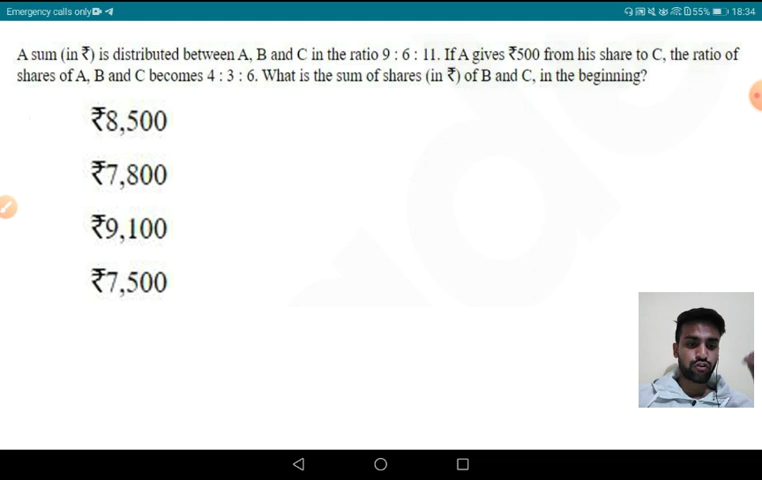 Emergency calls only
55% 18:34
A sum (in ₹) is distributed between A, B and C in the ratio 9 : 6 : 11. If A gives ₹500 from his share to C, the ratio of
shares of A, B and C becomes 4 : 3 : 6. What is the sum of shares (in ₹) of B and C, in the beginning?
₹8,500
₹7,800
₹9,100
₹7,500